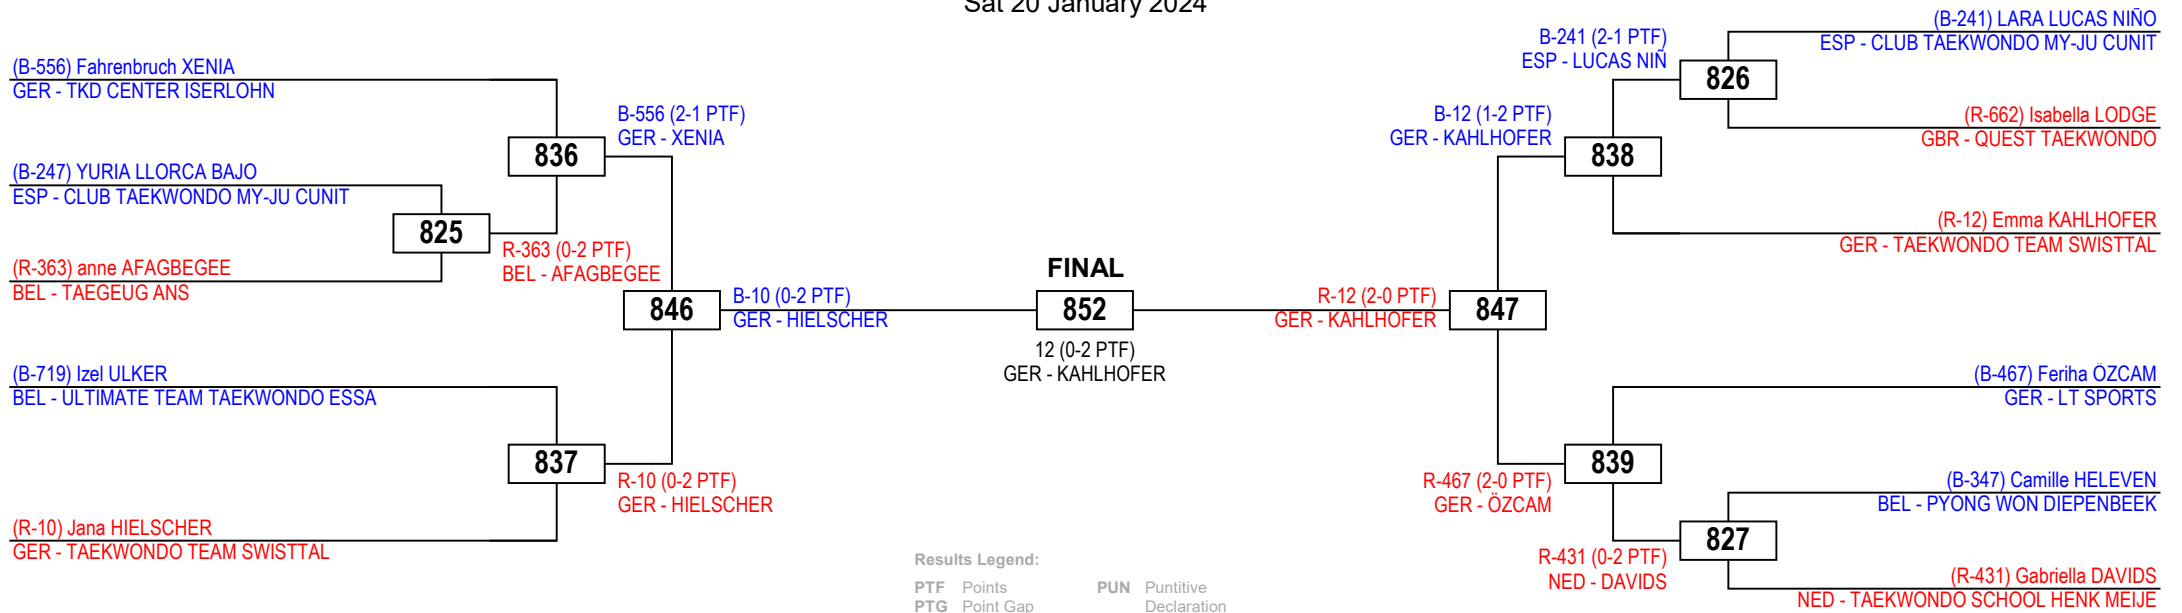 Sat 20 January 2024
(B-556) Fahrenbruch XENIA
GER - TKD CENTER ISERLOHN
(B-247) YURIA LLORCA BAJO
ESP - CLUB TAEKWONDO MY-JU CUNIT
(R-363) anne AFAGBEGEE
BEL - TAEGEUG ANS
(B-719) Izel ULKER
BEL - ULTIMATE TEAM TAEKWONDO ESSA
(R-10) Jana HIELSCHER
GER - TAEKWONDO TEAM SWISTTAL
825
R-363 (0-2 PTF)
BEL - AFAGBEGEE
836
B-556 (2-1 PTF)
GER - XENIA
837
R-10 (0-2 PTF)
GER - HIELSCHER
846
B-10 (0-2 PTF)
GER - HIELSCHER
FINAL
852
12 (0-2 PTF)
GER - KAHLHOFER
R-12 (2-0 PTF)
GER - KAHLHOFER
847
B-12 (1-2 PTF)
GER - KAHLHOFER
838
R-467 (2-0 PTF)
GER - ÖZCAM
839
B-241 (2-1 PTF)
ESP - LUCAS NIÑ
826
R-431 (0-2 PTF)
NED - DAVIDS
827
(B-241) LARA LUCAS NIÑO
ESP - CLUB TAEKWONDO MY-JU CUNIT
(R-662) Isabella LODGE
GBR - QUEST TAEKWONDO
(R-12) Emma KAHLHOFER
GER - TAEKWONDO TEAM SWISTTAL
(B-467) Feriha ÖZCAM
GER - LT SPORTS
(B-347) Camille HELEVEN
BEL - PYONG WON DIEPENBEEK
(R-431) Gabriella DAVIDS
NED - TAEKWONDO SCHOOL HENK MEIJE
Results Legend:
PTF Points PUN Puntitive
PTG Point Gap Declaration